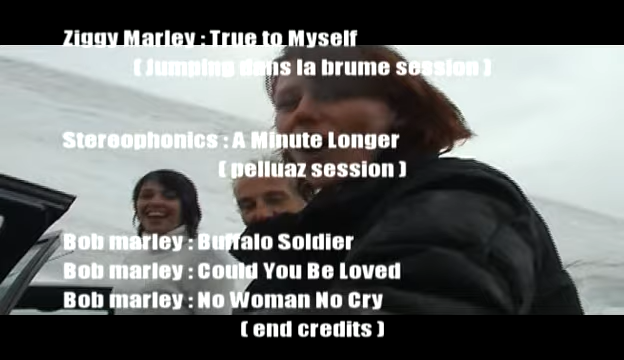 Ziggy Marley : True to Myself
( Jumping dans la brume session )
Stereophonics : A Minute Longer
( pelluaz session )
Bob marley : Buffalo Soldier
Bob marley : Could You Be Loved
Bob marley : No Woman No Cry
( end credits )